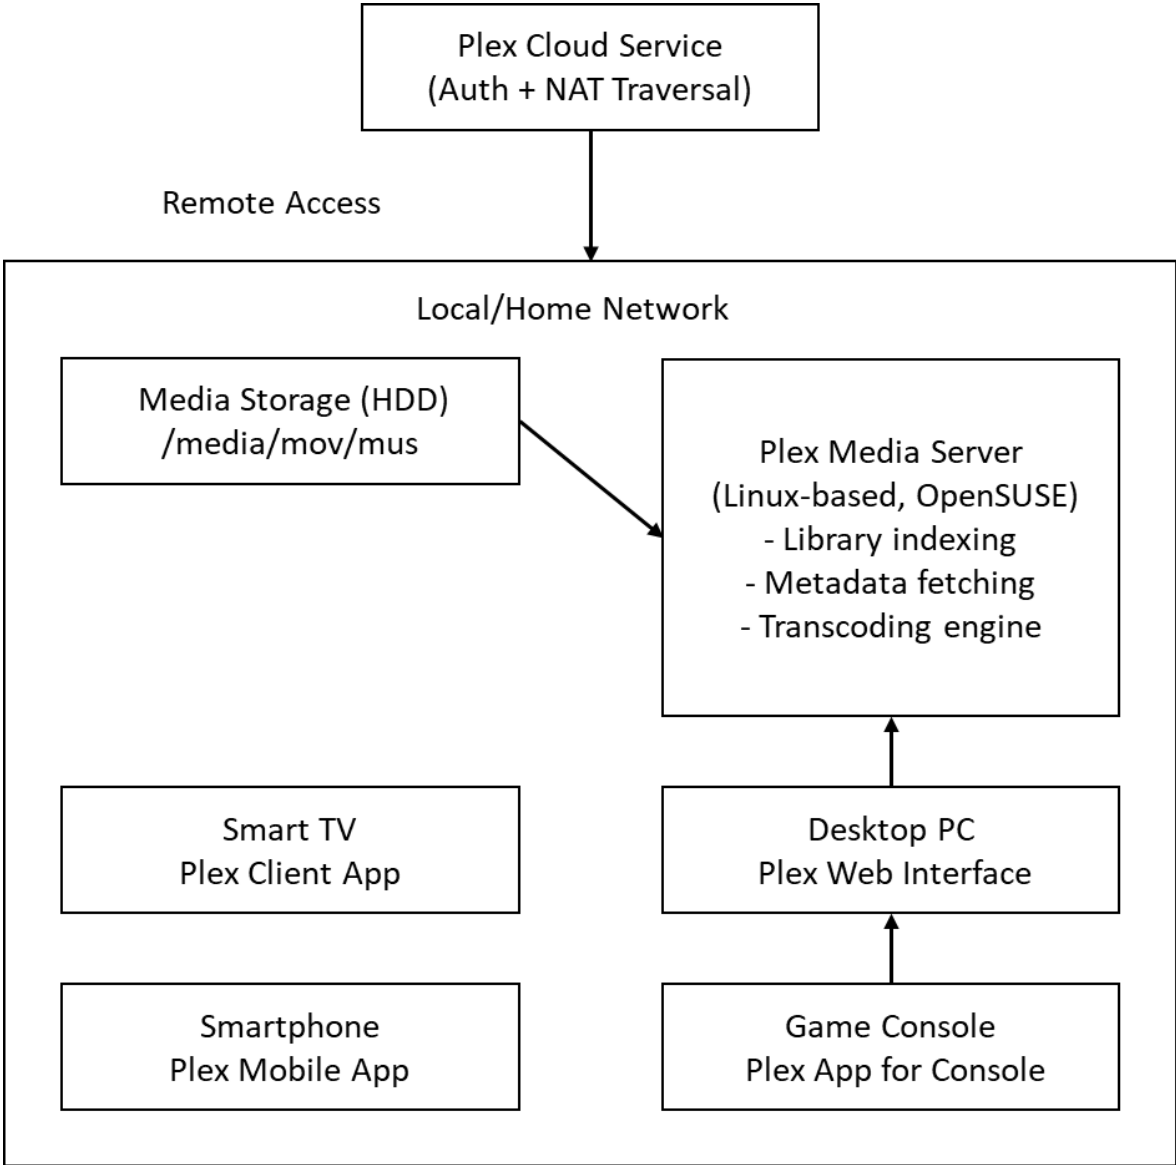 Plex Cloud Service
(Auth + NAT Traversal)
Remote Access
Local/Home Network
Media Storage (HDD)
/media/mov/mus
Plex Media Server
(Linux-based, OpenSUSE)
- Library indexing
- Metadata fetching
- Transcoding engine
Smart TV
Plex Client App
Desktop PC
Plex Web Interface
Smartphone
Plex Mobile App
Game Console
Plex App for Console